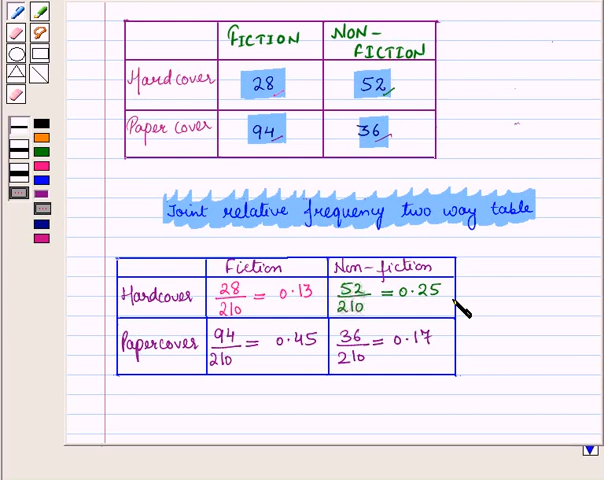 FICTION NON-
FICTION
Hardcover 28 52
Paper cover 94 36
Joint relative frequency two way table
Fiction Non-fiction
Hardcover 28/210 = 0.13 52/210 = 0.25
Papercover 94/210 = 0.45 36/210 = 0.17